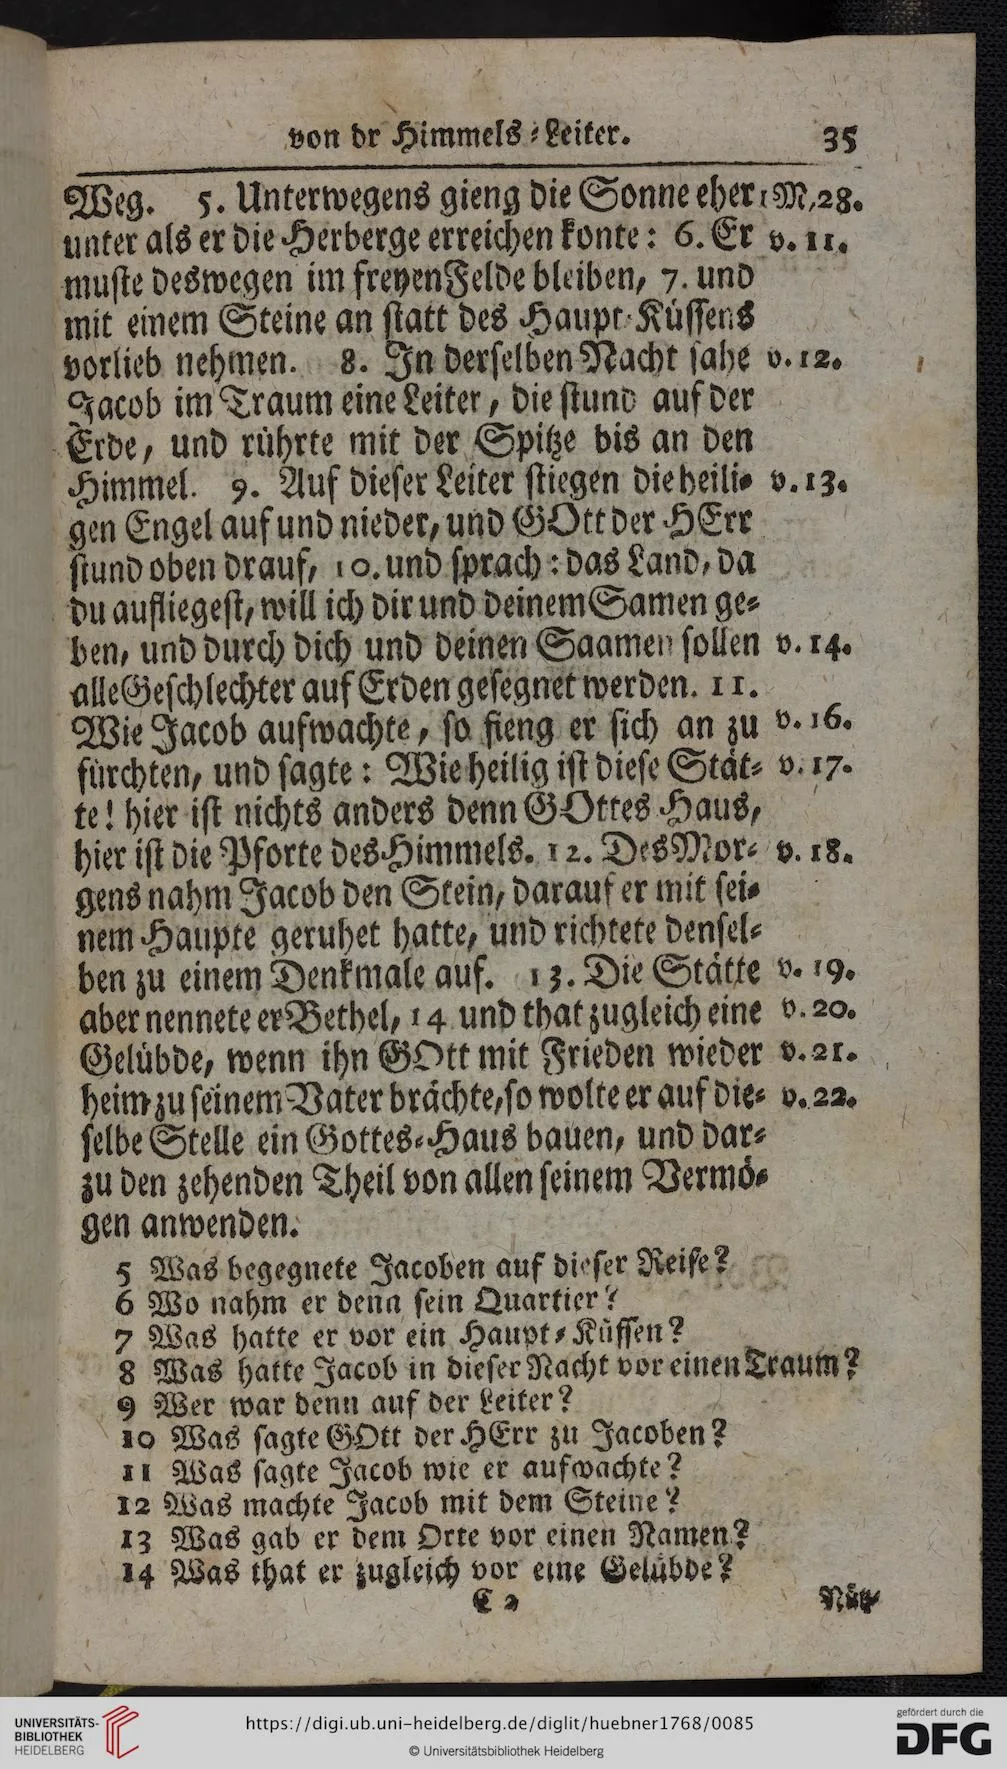 von dr Himmels⸗Leiter. 35
Weg. 5. Unterwegens gieng die Sonne eher 1 M. 28.
unter als er die Herberge erreichen konte: 6. Er v. 11.
muste deswegen im freyen Felde bleiben, 7. und
mit einem Steine an statt des Haupt⸗Küssens
vorlieb nehmen. 8. In derselben Nacht sahe v. 12.
Jacob im Traum eine Leiter, die stund auf der
Erde, und rührte mit der Spitze bis an den
Himmel. 9. Auf dieser Leiter stiegen die heili⸗ v. 13.
gen Engel auf und nieder, und GOtt der HErr
stund oben drauf, 10. und sprach: das Land, da
du aufliegest, will ich dir und deinem Samen ge⸗
ben, und durch dich und deinen Saamen sollen v. 14.
alle Geschlechter auf Erden gesegnet werden. 11.
Wie Jacob aufwachte, so fieng er sich an zu v. 16.
fürchten, und sagte: Wie heilig ist diese Stät⸗ v. 17.
te! hier ist nichts anders denn GOttes Haus,
hier ist die Pforte des Himmels. 12. Des Mor⸗ v. 18.
gens nahm Jacob den Stein, darauf er mit sei⸗
nem Haupte geruhet hatte, und richtete densel⸗
ben zu einem Denkmale auf. 13. Die Stätte v. 19.
aber nennete er Bethel, 14 und that zugleich eine v. 20.
Gelübde, wenn ihn GOtt mit Frieden wieder v. 21.
heim zu seinem Vater brächte, so wolte er auf die⸗ v. 22.
selbe Stelle ein Gottes⸗Haus bauen, und dar⸗
zu den zehenden Theil von allen seinem Vermö⸗
gen anwenden.
5 Was begegnete Jacoben auf dieser Reise?
6 Wo nahm er denn sein Quartier?
7 Was hatte er vor ein Haupt⸗Küssen?
8 Was hatte Jacob in dieser Nacht vor einen Traum?
9 Wer war denn auf der Leiter?
10 Was sagte GOtt der HErr zu Jacoben?
11 Was sagte Jacob wie er aufwachte?
12 Was machte Jacob mit dem Steine?
13 Was gab er dem Orte vor einen Namen?
14 Was that er zugleich vor eine Gelübde?
C 2 Nütz⸗
UNIVERSITÄTS-
BIBLIOTHEK
HEIDELBERG
https://digi.ub.uni-heidelberg.de/diglit/huebner1768/0085
© Universitätsbibliothek Heidelberg
gefördert durch die
DFG